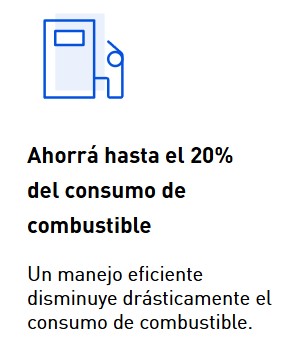 Ahorrá hasta el 20%
del consumo de
combustible
Un manejo eficiente
disminuye drásticamente el
consumo de combustible.